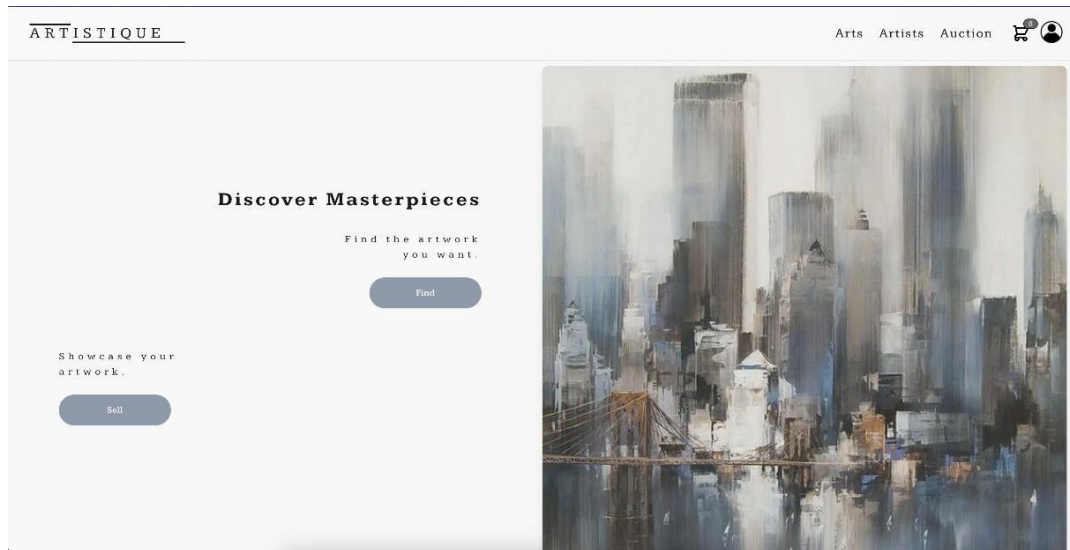 ARTISTIQUE
Arts Artists Auction
Discover Masterpieces
Find the artwork
you want.
Find
Showcase your
artwork.
Sell